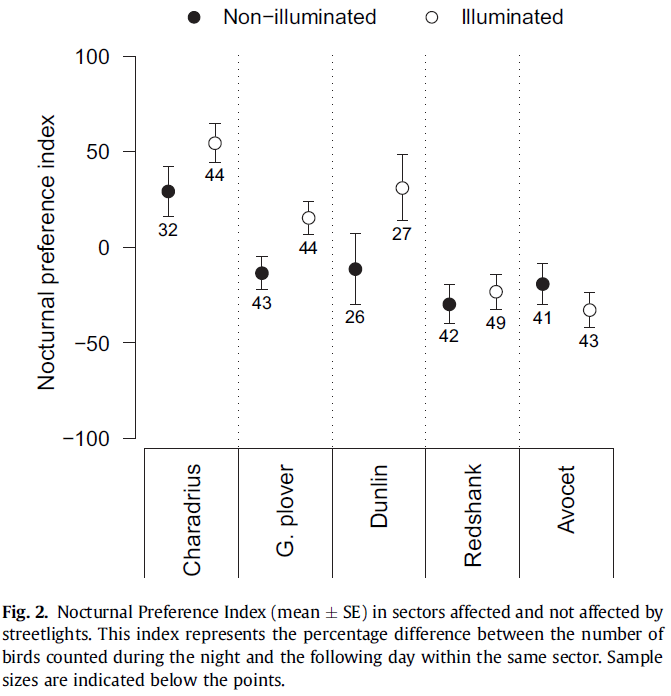 Non-illuminated Illuminated
Nocturnal preference index
100
50
0
−50
−100
32
44
43
44
26
27
42
49
41
43
Charadrius
G. plover
Dunlin
Redshank
Avocet
Fig. 2. Nocturnal Preference Index (mean ± SE) in sectors affected and not affected by
streetlights. This index represents the percentage difference between the number of
birds counted during the night and the following day within the same sector. Sample
sizes are indicated below the points.